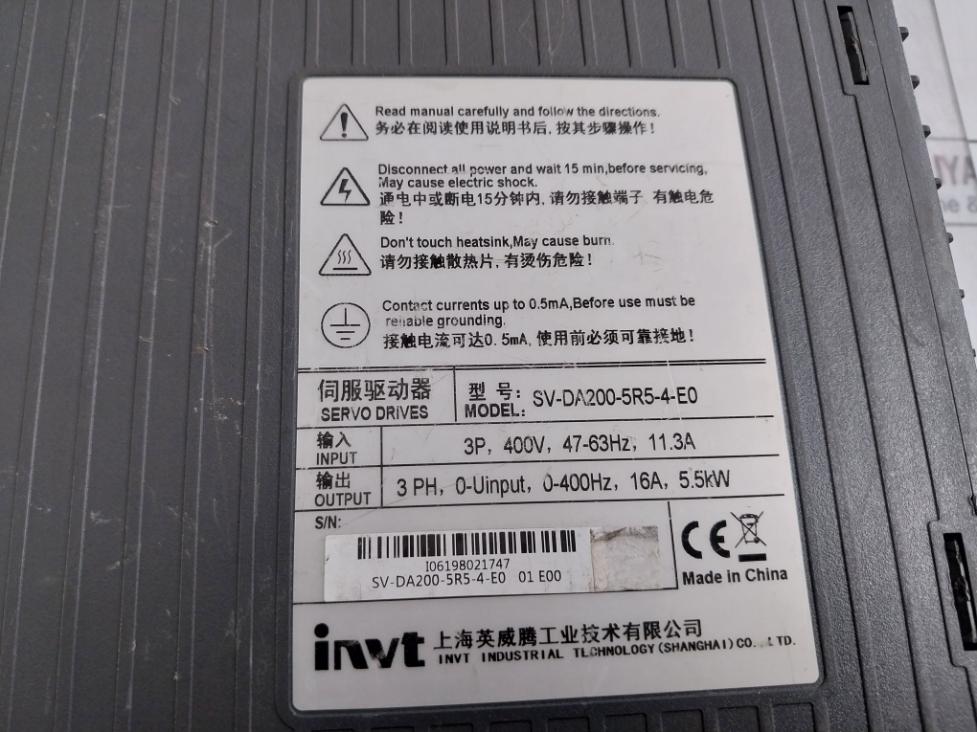 Read manual carefully and follow the directions.
务必在阅读使用说明书后, 按其步骤操作!
Disconnect all power and wait 15 min,before servicing,
May cause electric shock.
通电中或断电15分钟内, 请勿接触端子 有触电危
险!
Don't touch heatsink,May cause burn.
请勿接触散热片, 有烫伤危险!
Contact currents up to 0.5mA,Before use must be
reliable grounding.
接触电流可达0.5mA, 使用前必须可靠接地!
伺服驱动器 型 号:
SERVO DRIVES MODEL: SV-DA200-5R5-4-E0
输入
INPUT 3P, 400V, 47-63Hz, 11.3A
输出
OUTPUT 3 PH, 0-Uinput, 0-400Hz, 16A, 5.5kW
S/N:
I06198021747
SV-DA200-5R5-4-E0 01 E00
CE
Made in China
invt 上海英威腾工业技术有限公司
INVT INDUSTRIAL TECHNOLOGY (SHANGHAI) CO., LTD.